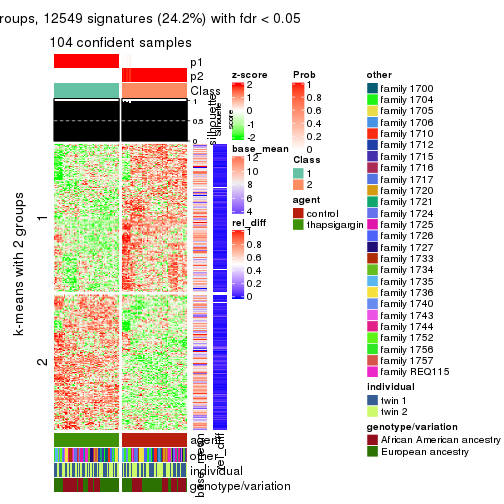 roups, 12549 signatures (24.2%) with fdr < 0.05
104 confident samples
p1
p2
Class
1
0.5
0
silhouette
score
k-means with 2 groups
1
2
agent
other
individual
genotype/variation
base_mean
rel_diff
z-score
2
1
0
-1
-2
base_mean
12
10
8
6
4
rel_diff
1
0.8
0.6
0.4
0.2
0
Prob
1
0.8
0.6
0.4
0.2
0
Class
1
2
agent
control
thapsigargin
other
family 1700
family 1704
family 1705
family 1706
family 1710
family 1712
family 1715
family 1716
family 1717
family 1720
family 1721
family 1724
family 1725
family 1726
family 1727
family 1733
family 1734
family 1735
family 1736
family 1740
family 1743
family 1744
family 1752
family 1756
family 1757
family REQ115
individual
twin 1
twin 2
genotype/variation
African American ancestry
European ancestry